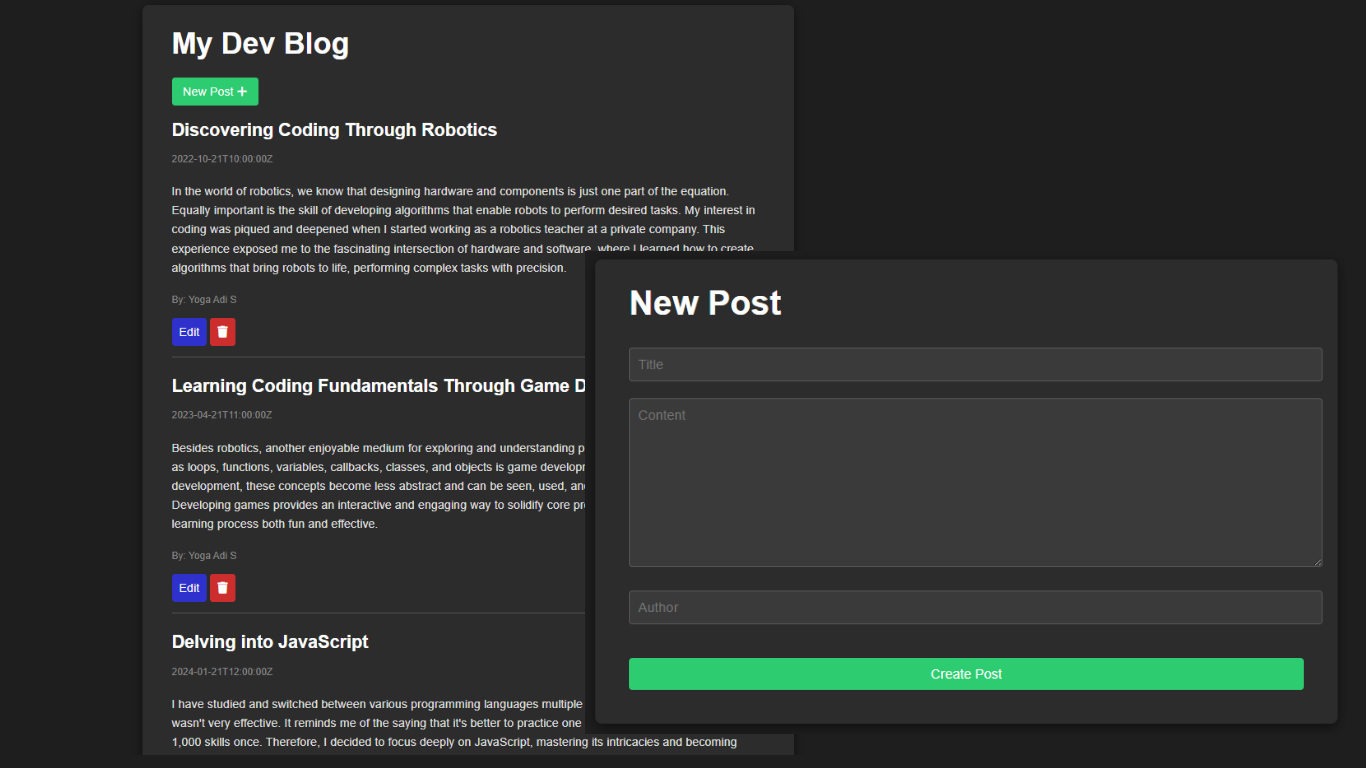 My Dev Blog
New Post +
Discovering Coding Through Robotics
2022-10-21T10:00:00Z
In the world of robotics, we know that designing hardware and components is just one part of the equation.
Equally important is the skill of developing algorithms that enable robots to perform desired tasks. My interest in
coding was piqued and deepened when I started working as a robotics teacher at a private company. This
experience exposed me to the fascinating intersection of hardware and software, where I learned how to create
algorithms that bring robots to life, performing complex tasks with precision.
By: Yoga Adi S
Edit
Learning Coding Fundamentals Through Game D
2023-04-21T11:00:00Z
Besides robotics, another enjoyable medium for exploring and understanding p
as loops, functions, variables, callbacks, classes, and objects is game develop
development, these concepts become less abstract and can be seen, used, an
Developing games provides an interactive and engaging way to solidify core pr
learning process both fun and effective.
By: Yoga Adi S
Edit
Delving into JavaScript
2024-01-21T12:00:00Z
I have studied and switched between various programming languages multiple
wasn't very effective. It reminds me of the saying that it's better to practice one
1,000 skills once. Therefore, I decided to focus deeply on JavaScript, mastering its intricacies and becoming
New Post
Title
Content
Author
Create Post